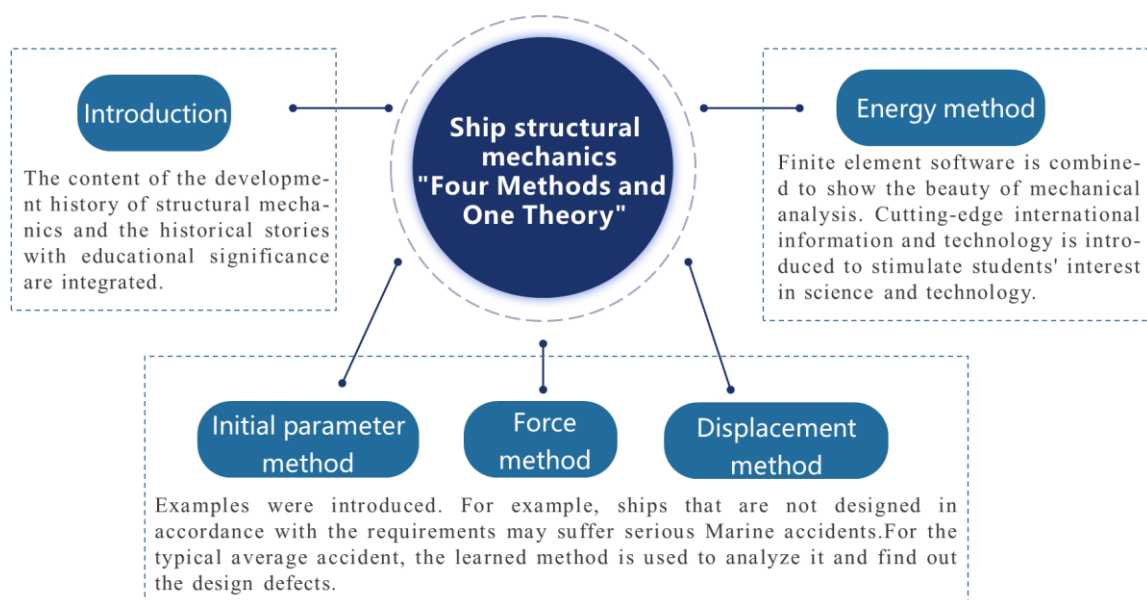 Introduction
The content of the developme-
nt history of structural mecha-
nics and the historical stories
with educational significance
are integrated.
Ship structural
mechanics
"Four Methods and
One Theory"
Energy method
Finite element software is combine-
d to show the beauty of mechanical
analysis. Cutting-edge international
information and technology is intro-
duced to stimulate students' interest
in science and technology.
Initial parameter
method
Force
method
Displacement
method
Examples were introduced. For example, ships that are not designed in
accordance with the requirements may suffer serious Marine accidents.For the
typical average accident, the learned method is used to analyze it and find out
the design defects.